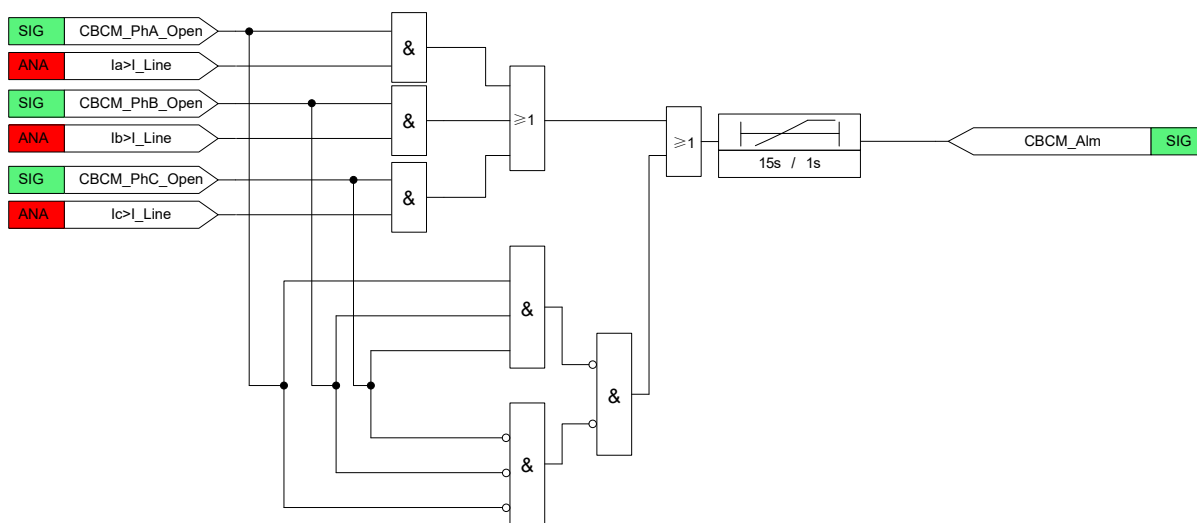 SIG CBCM_PhA_Open
ANA Ia>I_Line
&
SIG CBCM_PhB_Open
ANA Ib>I_Line
&
≥1
SIG CBCM_PhC_Open
ANA Ic>I_Line
&
≥1
15s / 1s
CBCM_Alm SIG
&
&
&